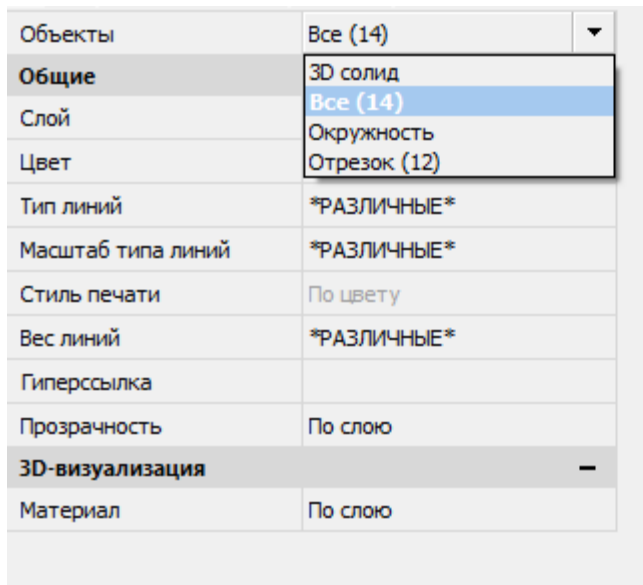 Объекты Все (14)
Общие 3D солид
Слой Все (14)
Окружность
Цвет Отрезок (12)
Тип линий *РАЗЛИЧНЫЕ*
Масштаб типа линий *РАЗЛИЧНЫЕ*
Стиль печати По цвету
Вес линий *РАЗЛИЧНЫЕ*
Гиперссылка
Прозрачность По слою
3D-визуализация
Материал По слою